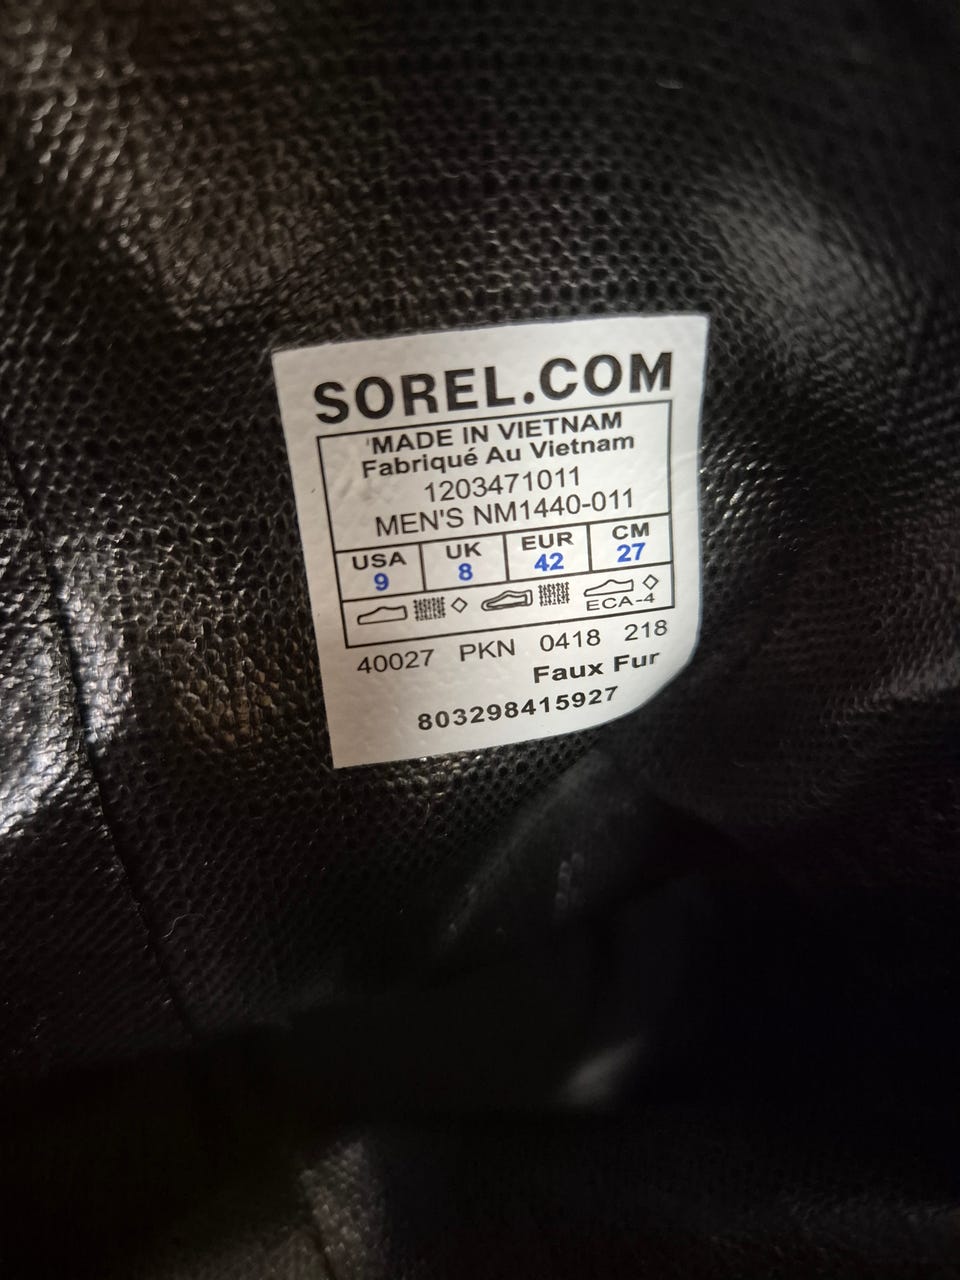 SOREL.COM
MADE IN VIETNAM
Fabriqué Au Vietnam
1203471011
MEN'S NM1440-011
USA UK EUR CM
9 8 42 27
ECA-4
40027 PKN 0418 218
Faux Fur
803298415927